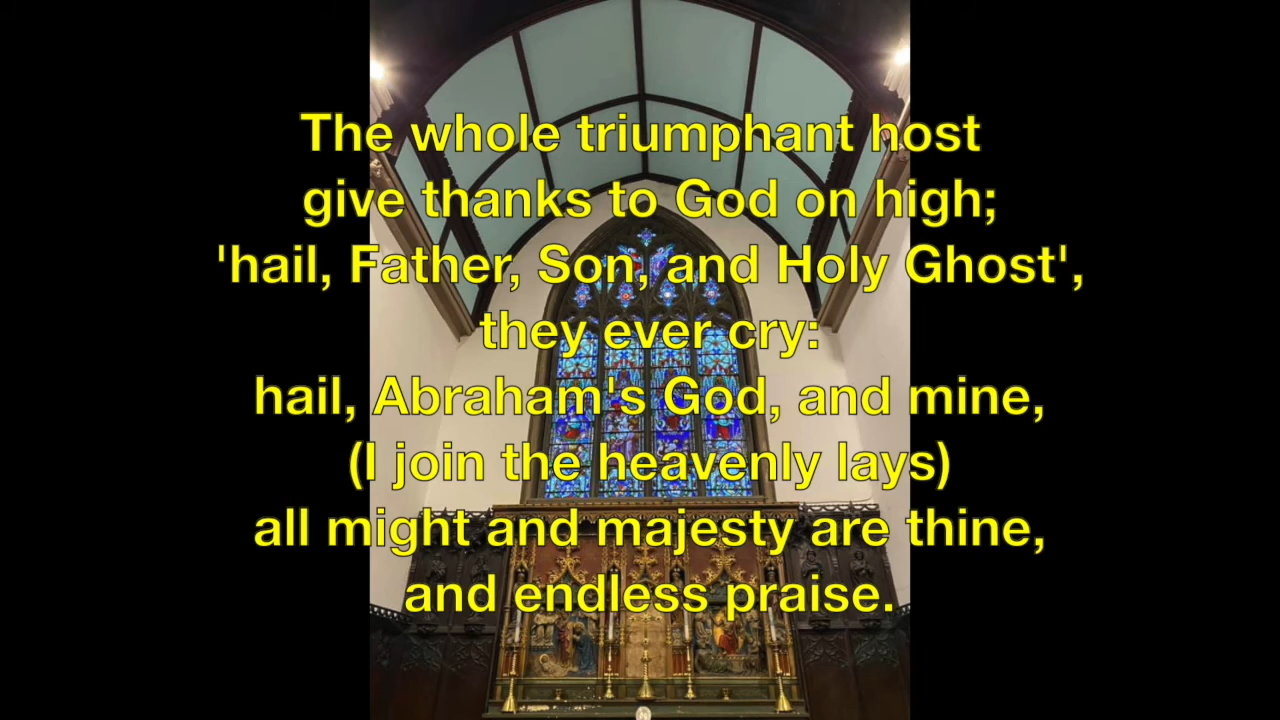 The whole triumphant host
give thanks to God on high;
'hail, Father, Son, and Holy Ghost',
they ever cry:
hail, Abraham's God, and mine,
(I join the heavenly lays)
all might and majesty are thine,
and endless praise.